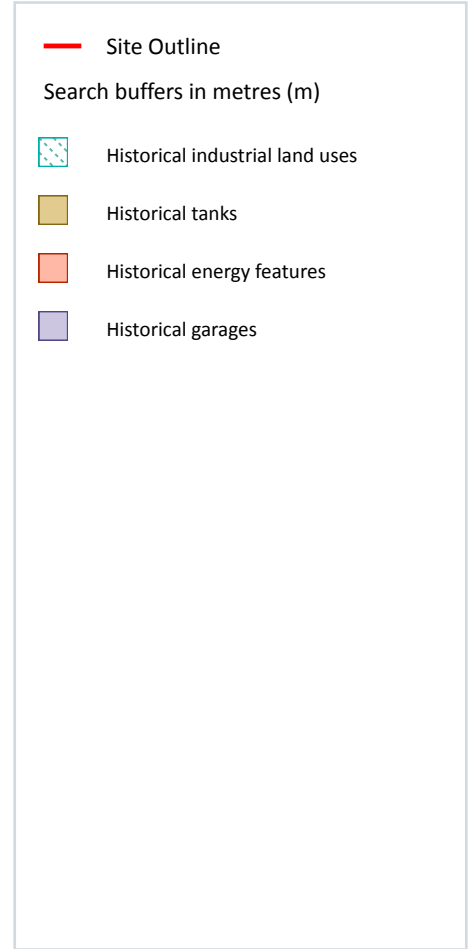 Site Outline
Search buffers in metres (m)
Historical industrial land uses
Historical tanks
Historical energy features
Historical garages